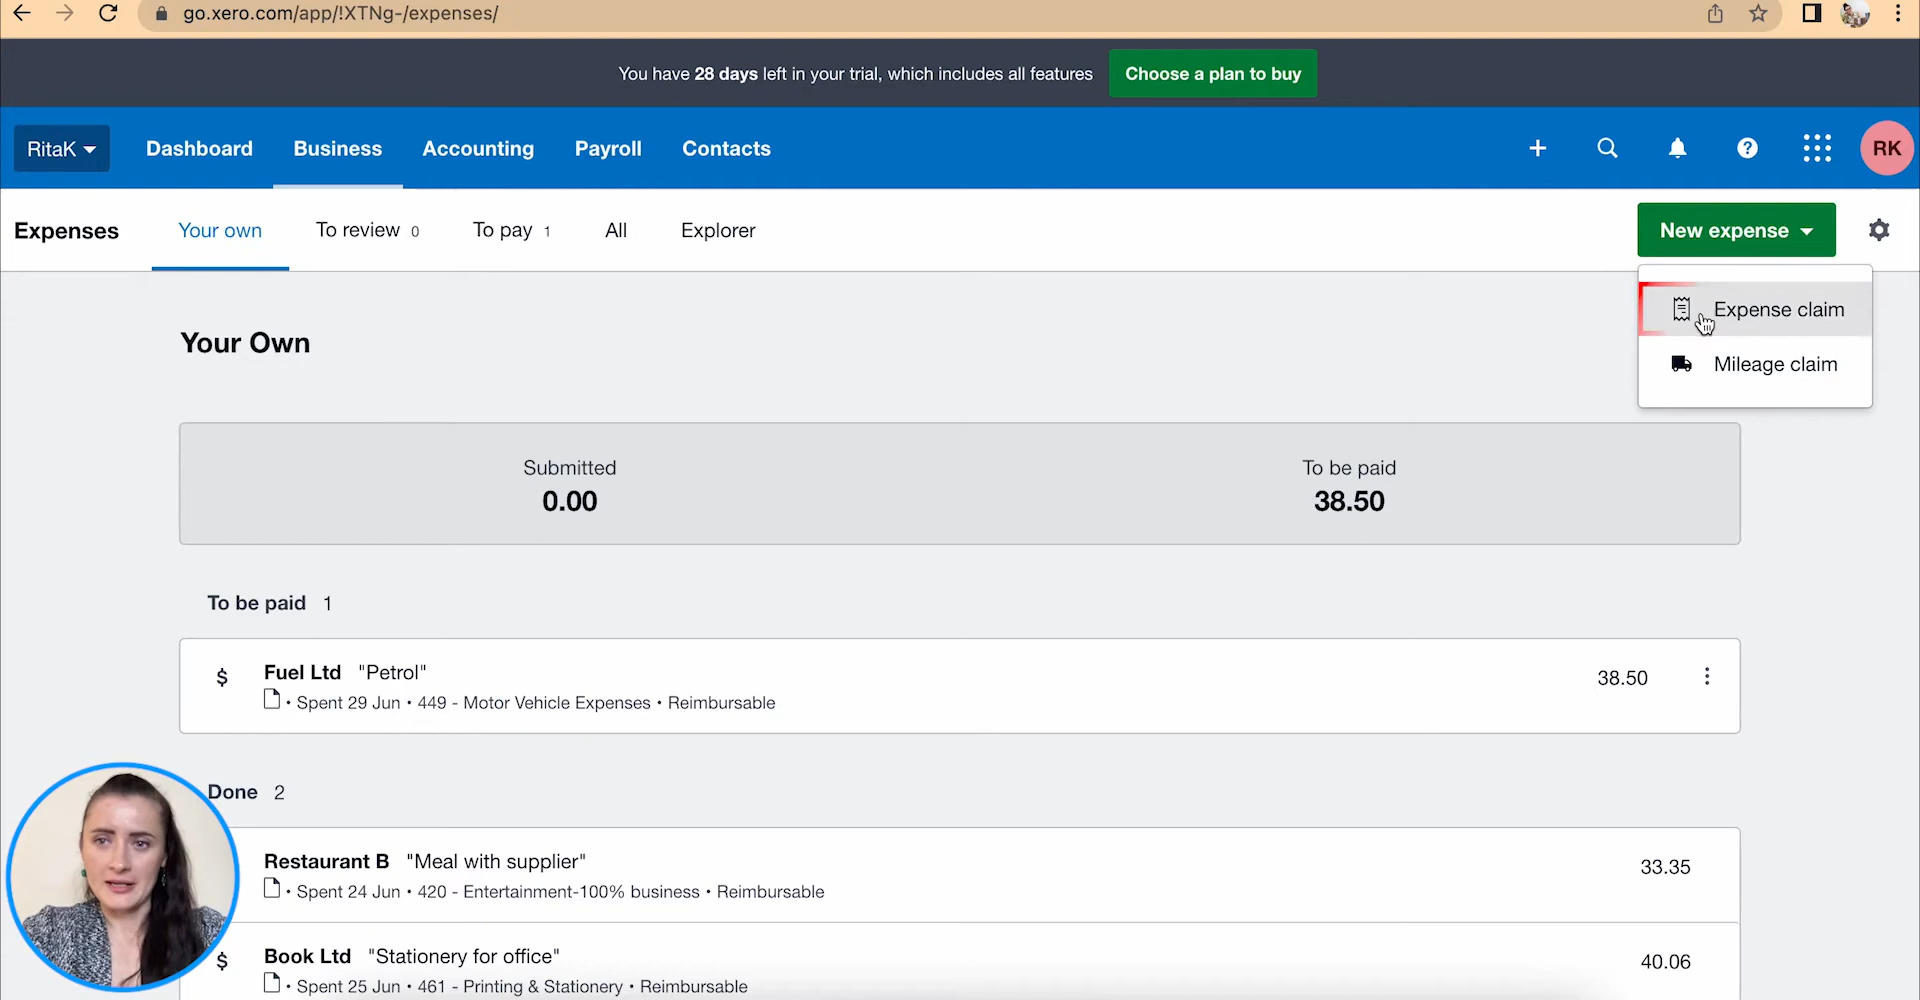 go.xero.com/app/!XTNg-/expenses/
You have 28 days left in your trial, which includes all features
Choose a plan to buy
RitaK
Dashboard
Business
Accounting
Payroll
Contacts
RK
Expenses
Your own
To review 0
To pay 1
All
Explorer
New expense
Expense claim
Mileage claim
Your Own
Submitted
0.00
To be paid
38.50
To be paid 1
$ Fuel Ltd "Petrol" 38.50
• Spent 29 Jun • 449 - Motor Vehicle Expenses • Reimbursable
Done 2
Restaurant B "Meal with supplier" 33.35
• Spent 24 Jun • 420 - Entertainment-100% business • Reimbursable
$ Book Ltd "Stationery for office" 40.06
• Spent 25 Jun • 461 - Printing & Stationery • Reimbursable